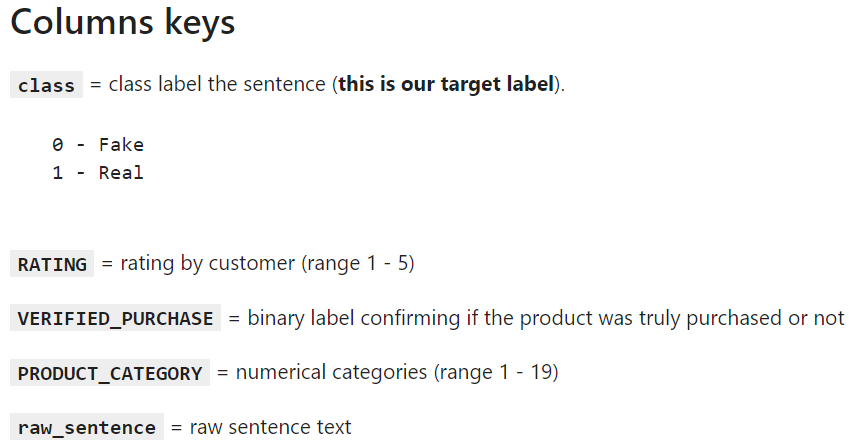 Columns keys
class = class label the sentence (this is our target label).
0 - Fake
1 - Real
RATING = rating by customer (range 1 - 5)
VERIFIED_PURCHASE = binary label confirming if the product was truly purchased or not
PRODUCT_CATEGORY = numerical categories (range 1 - 19)
raw_sentence = raw sentence text